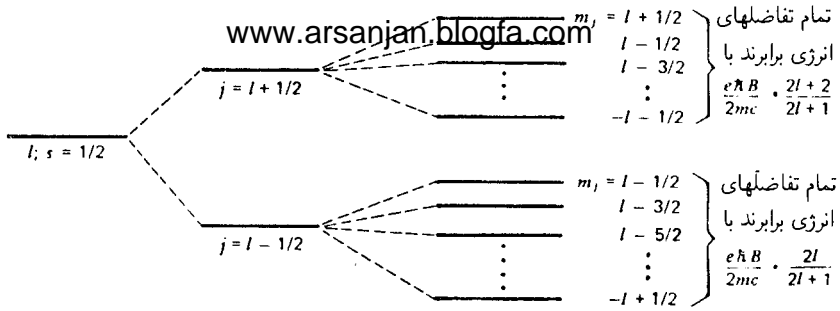 www.arsanjan.blogfa.com
l; s = 1/2
j = l + 1/2
m_j = l + 1/2
l - 1/2
l - 3/2
⋮
-l - 1/2
تمام تفاضلهای
انرژی برابرند با
eℏB/2mc · 2l + 2/2l + 1
j = l - 1/2
m_j = l - 1/2
l - 3/2
l - 5/2
⋮
-l + 1/2
تمام تفاضلهای
انرژی برابرند با
eℏB/2mc · 2l/2l + 1